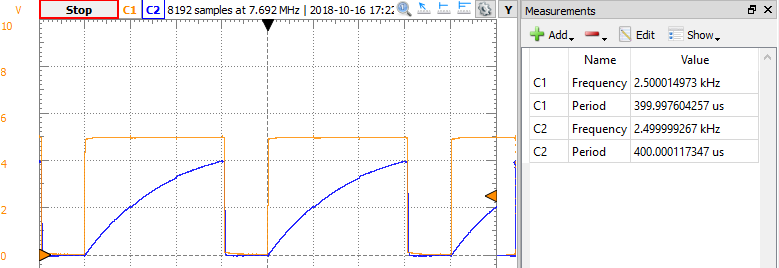 V Stop C1 C2 8192 samples at 7.692 MHz | 2018-10-16 17:22 Y
10
8
6
4
2
0
Measurements
Add Edit Show
Name Value
C1 Frequency 2.500014973 kHz
C1 Period 399.997604257 us
C2 Frequency 2.499999267 kHz
C2 Period 400.000117347 us